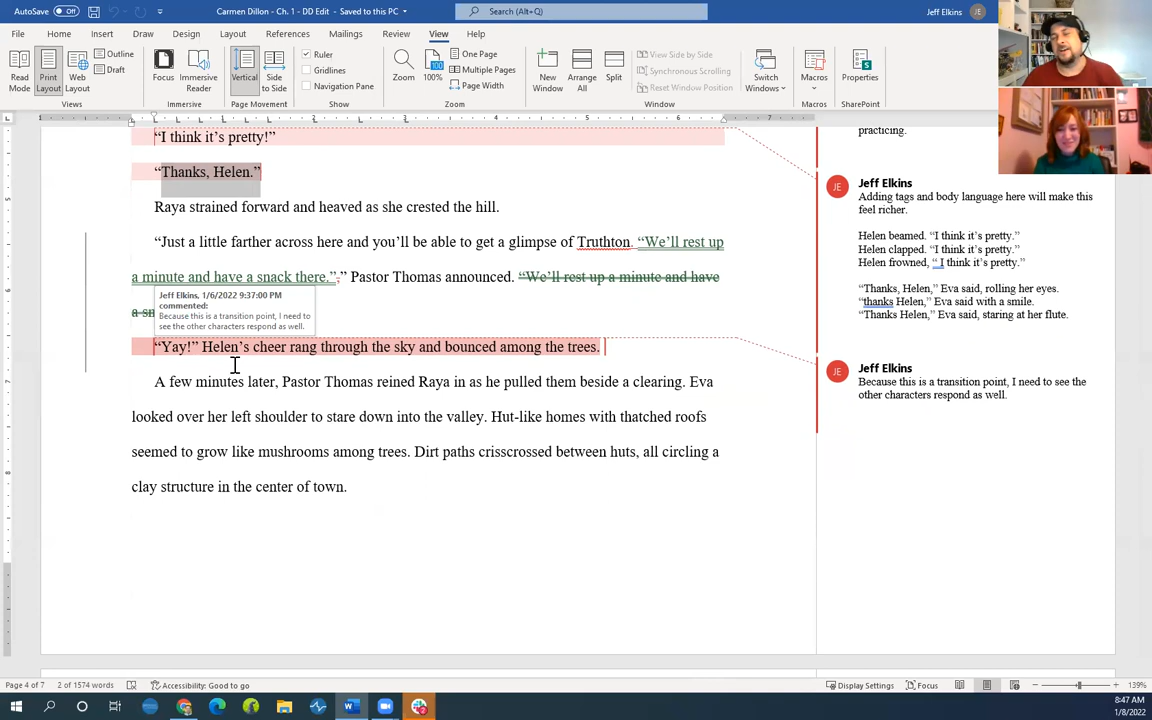 AutoSave Off Carmen Dillon - Ch. 1 - DD Edit - Saved to this PC Search (Alt+Q) Jeff Elkins JE
File Home Insert Draw Design Layout References Mailings Review View Help
Read Mode Print Layout Web Layout Outline Draft Focus Immersive Reader Vertical Side to Side Ruler Gridlines Navigation Pane Zoom 100% One Page Multiple Pages Page Width New Window Arrange All Split View Side by Side Synchronous Scrolling Reset Window Position Switch Windows Macros Properties
Views Immersive Page Movement Show Zoom Window Macros SharePoint
“I think it’s pretty!”
“Thanks, Helen.”
Raya strained forward and heaved as she crested the hill.
“Just a little farther across here and you’ll be able to get a glimpse of Truthton. “We’ll rest up
a minute and have a snack there.”,” Pastor Thomas announced. “We’ll rest up a minute and have
a sn
Jeff Elkins, 1/6/2022 9:37:00 PM
commented:
Because this is a transition point, I need to
see the other characters respond as well.
“Yay!” Helen’s cheer rang through the sky and bounced among the trees.
A few minutes later, Pastor Thomas reined Raya in as he pulled them beside a clearing. Eva
looked over her left shoulder to stare down into the valley. Hut-like homes with thatched roofs
seemed to grow like mushrooms among trees. Dirt paths crisscrossed between huts, all circling a
clay structure in the center of town.
practicing.
JE Jeff Elkins
Adding tags and body language here will make this
feel richer.
Helen beamed. “I think it’s pretty.”
Helen clapped. “I think it’s pretty.”
Helen frowned, “ I think it’s pretty.”
“Thanks, Helen,” Eva said, rolling her eyes.
“thanks Helen,” Eva said with a smile.
“Thanks Helen,” Eva said, staring at her flute.
JE Jeff Elkins
Because this is a transition point, I need to see the
other characters respond as well.
Page 4 of 7 2 of 1574 words Accessibility: Good to go Display Settings Focus 139%
8:47 AM
1/8/2022